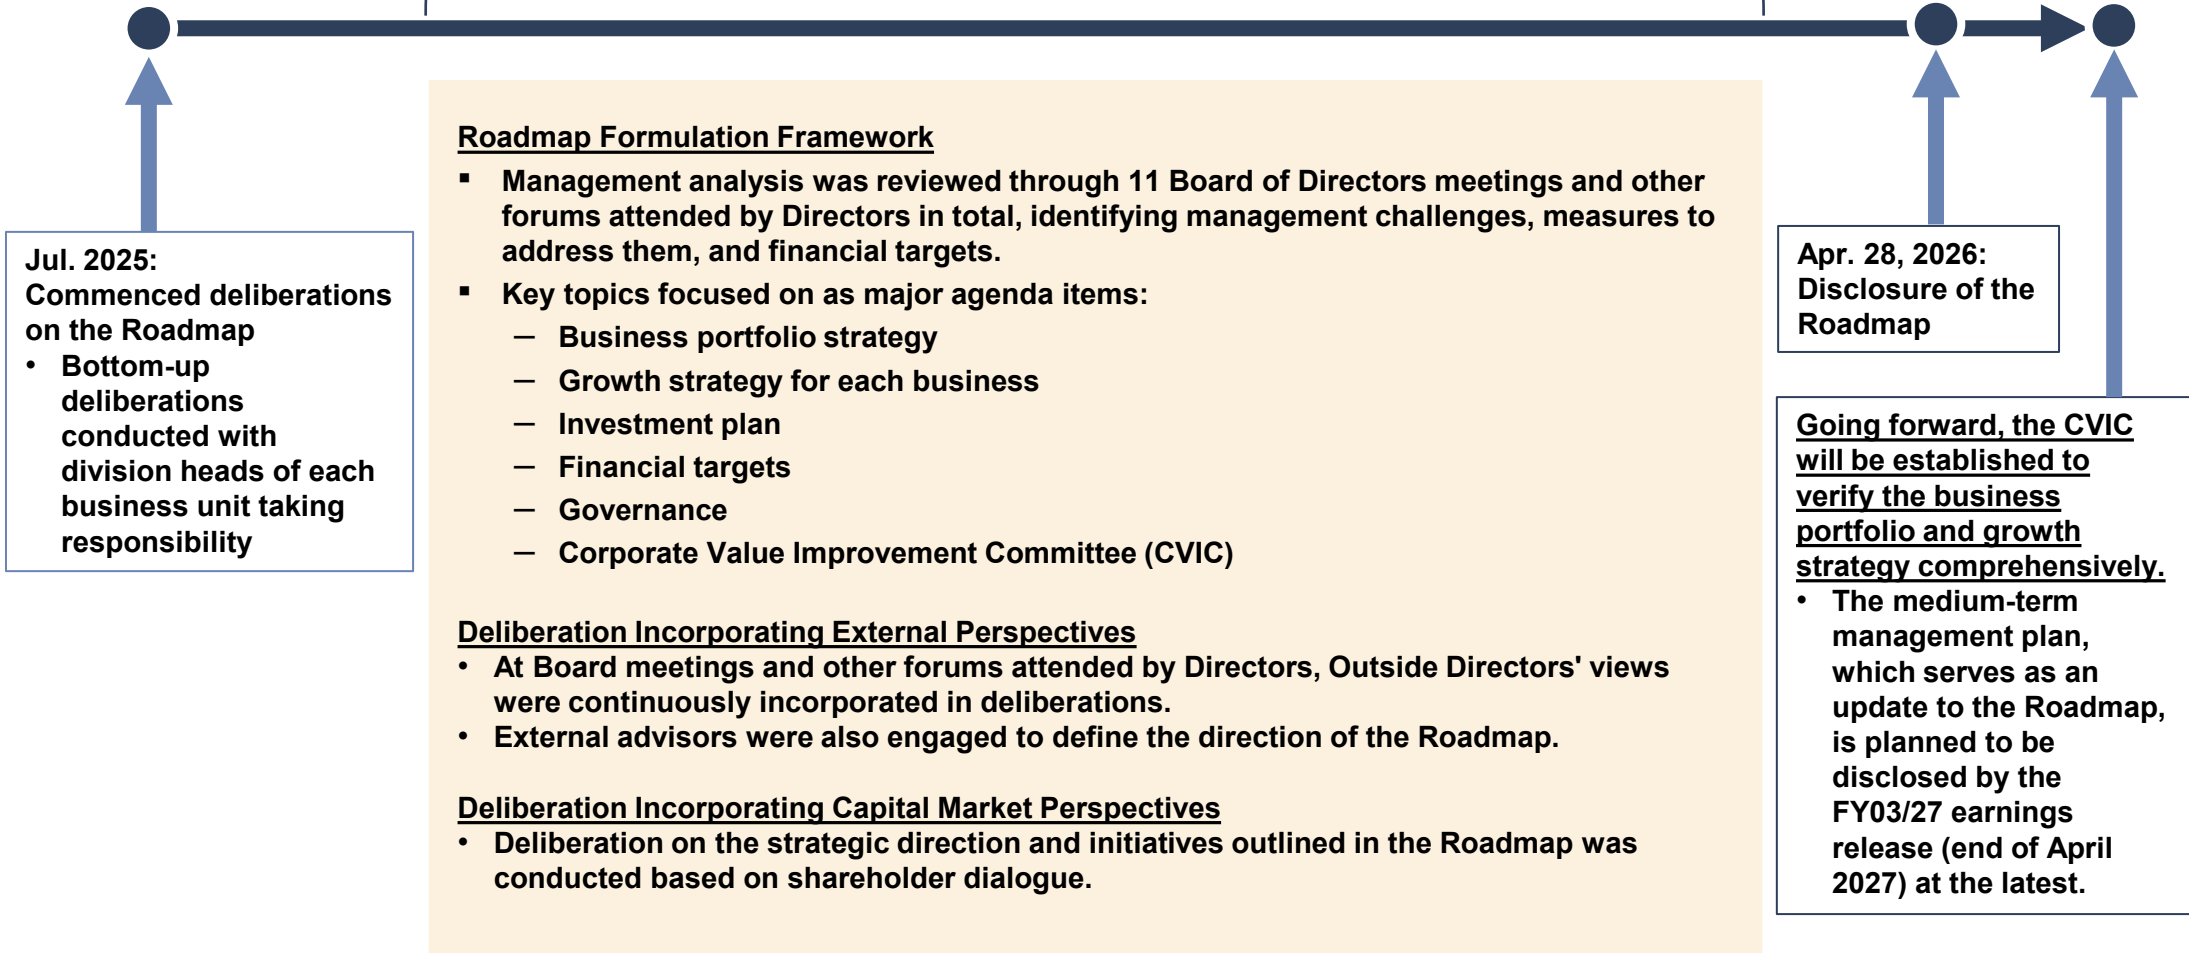 Jul. 2025:
Commenced deliberations
on the Roadmap
• Bottom-up
deliberations
conducted with
division heads of each
business unit taking
responsibility
Roadmap Formulation Framework
▪ Management analysis was reviewed through 11 Board of Directors meetings and other
forums attended by Directors in total, identifying management challenges, measures to
address them, and financial targets.
▪ Key topics focused on as major agenda items:
─ Business portfolio strategy
─ Growth strategy for each business
─ Investment plan
─ Financial targets
─ Governance
─ Corporate Value Improvement Committee (CVIC)
Deliberation Incorporating External Perspectives
• At Board meetings and other forums attended by Directors, Outside Directors' views
were continuously incorporated in deliberations.
• External advisors were also engaged to define the direction of the Roadmap.
Deliberation Incorporating Capital Market Perspectives
• Deliberation on the strategic direction and initiatives outlined in the Roadmap was
conducted based on shareholder dialogue.
Apr. 28, 2026:
Disclosure of the
Roadmap
Going forward, the CVIC
will be established to
verify the business
portfolio and growth
strategy comprehensively.
• The medium-term
management plan,
which serves as an
update to the Roadmap,
is planned to be
disclosed by the
FY03/27 earnings
release (end of April
2027) at the latest.